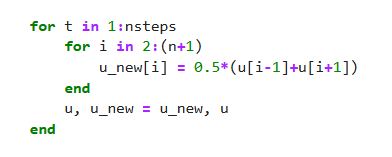 for t in 1:nsteps
    for i in 2:(n+1)
        u_new[i] = 0.5*(u[i-1]+u[i+1])
    end
    u, u_new = u_new, u
end